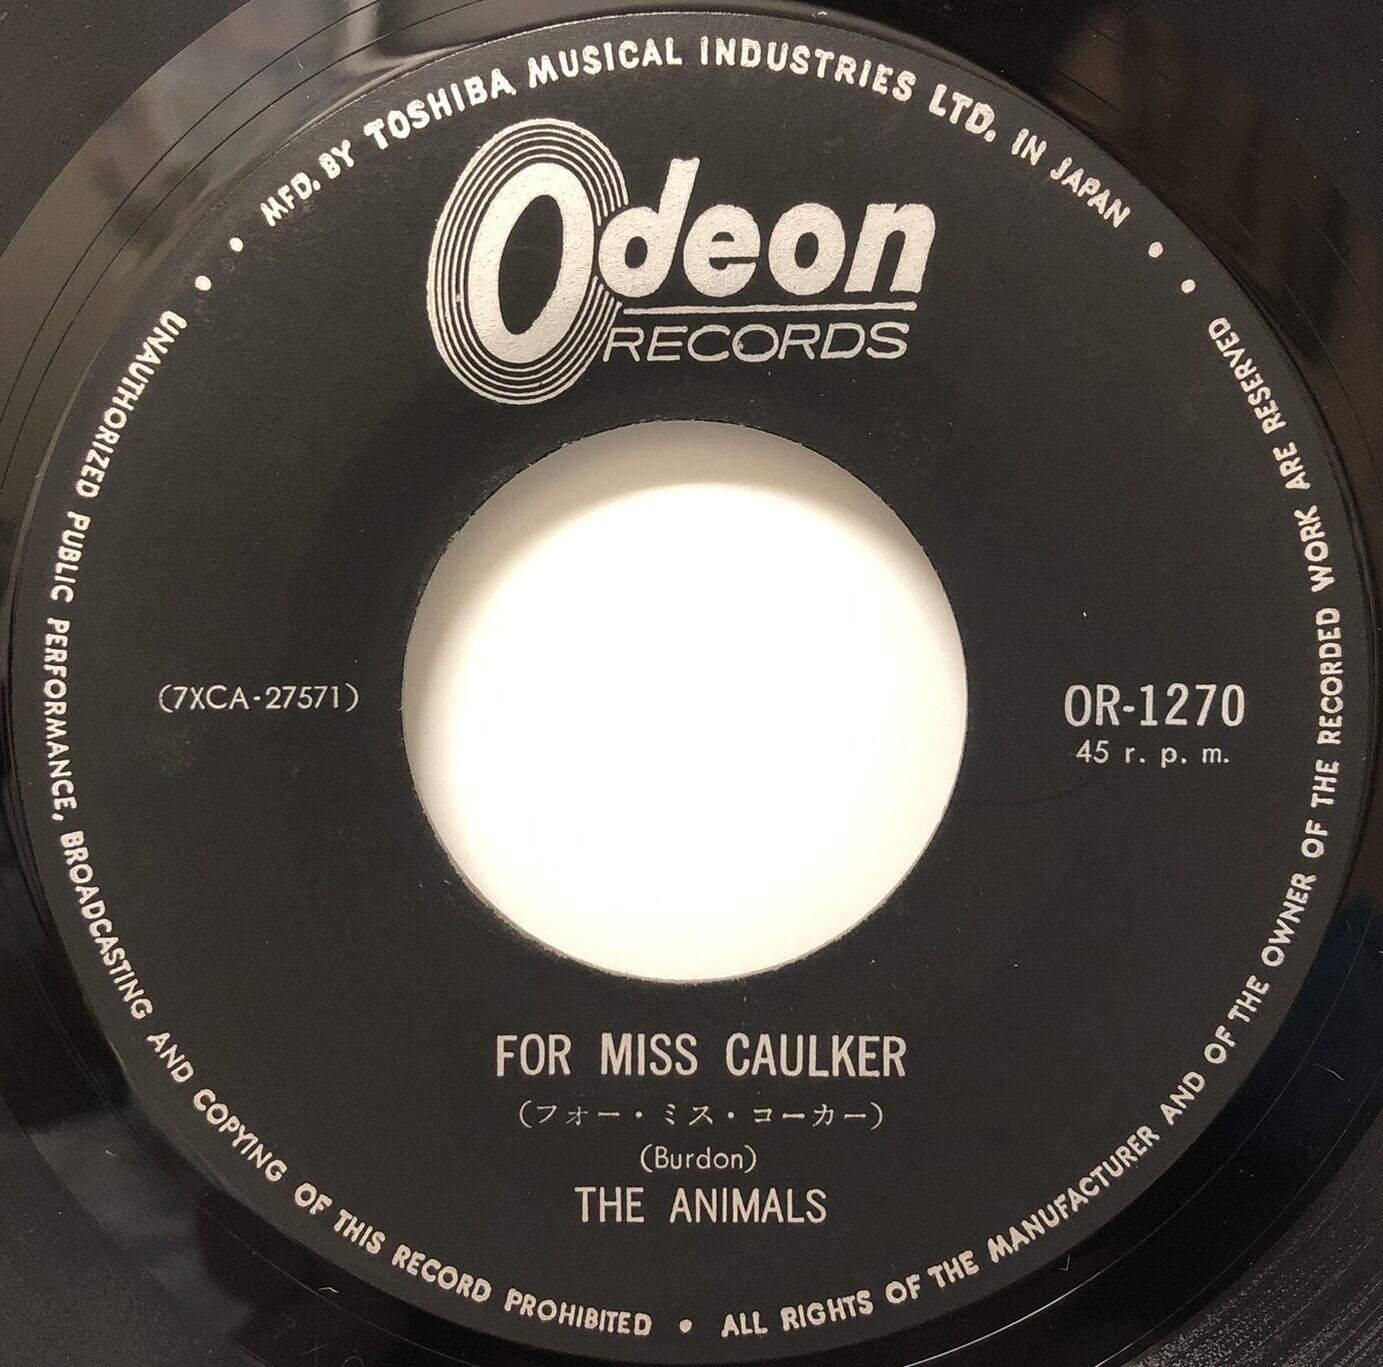 MFD. BY TOSHIBA MUSICAL INDUSTRIES LTD. IN JAPAN
Odeon
RECORDS
(7XCA-27571)
OR-1270
45 r. p. m.
FOR MISS CAULKER
(フォー・ミス・コーカー)
(Burdon)
THE ANIMALS
UNAUTHORIZED PUBLIC PERFORMANCE, BROADCASTING AND COPYING OF THIS RECORD PROHIBITED • ALL RIGHTS OF THE MANUFACTURER AND OF THE OWNER OF THE RECORDED WORK ARE RESERVED